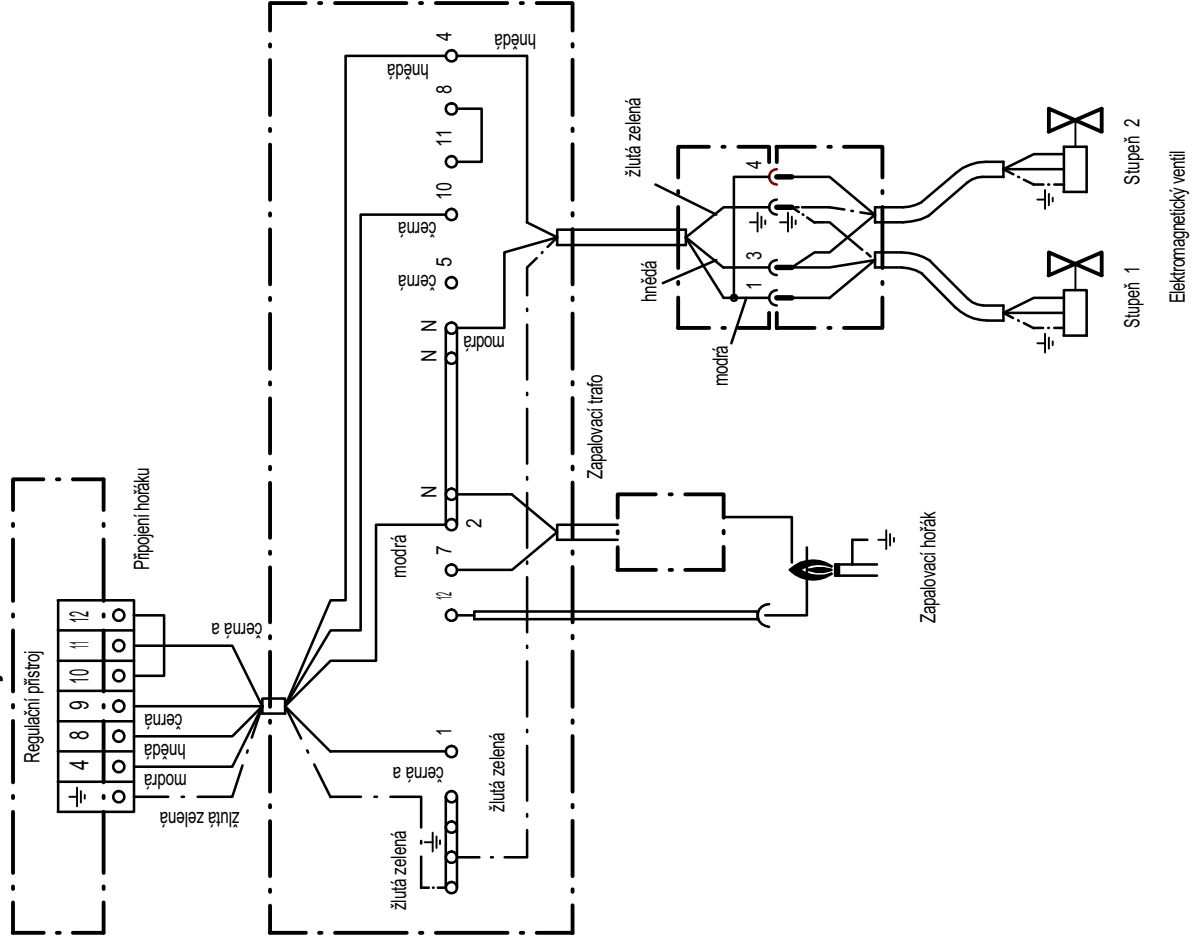 Regulační přístroj
4
8
9
10
11
12
Připojení hořáku
žlutá zelená
modrá
hnědá
černá
černá a
žlutá zelená
žlutá zelená
černá a
1
12
7
2
modrá
N
N
N
modrá
5
černá
10
černá
11
8
4
hnědá
hnědá
Zapalovací trafo
Zapalovací hořák
modrá
hnědá
žlutá zelená
1
3
4
Stupeň 1
Stupeň 2
Elektromagnetický ventil